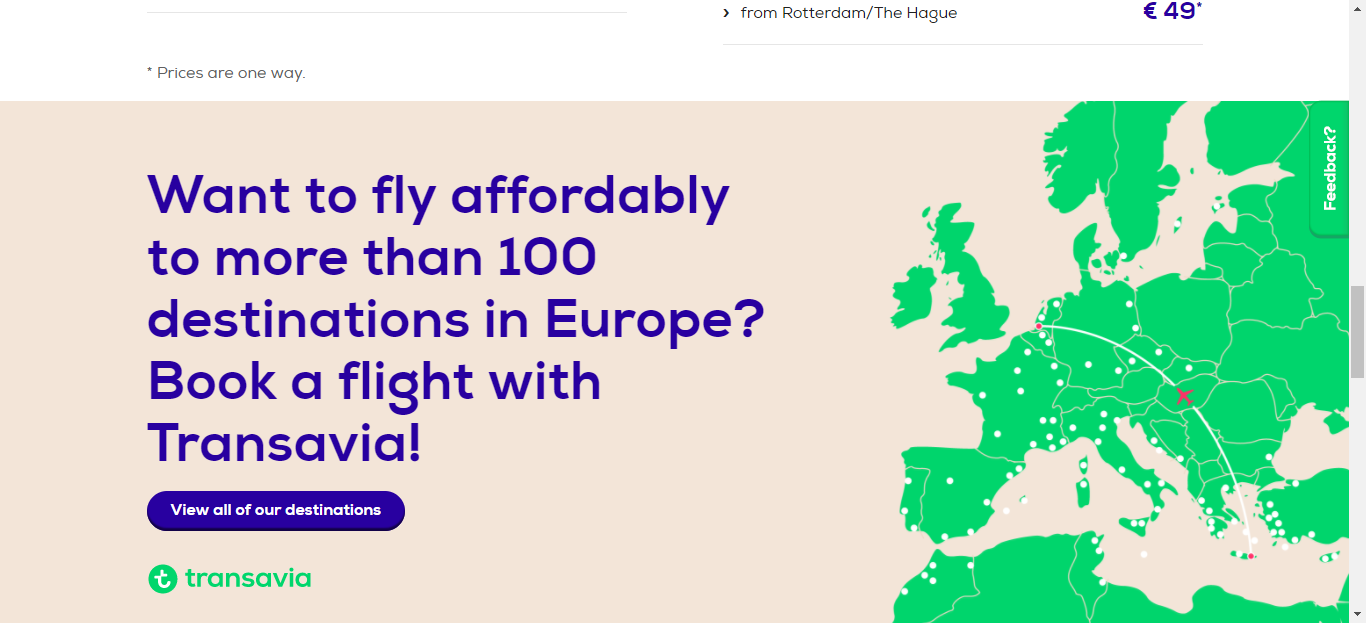 › from Rotterdam/The Hague € 49*
* Prices are one way.
Want to fly affordably
to more than 100
destinations in Europe?
Book a flight with
Transavia!
View all of our destinations
t transavia
Feedback?